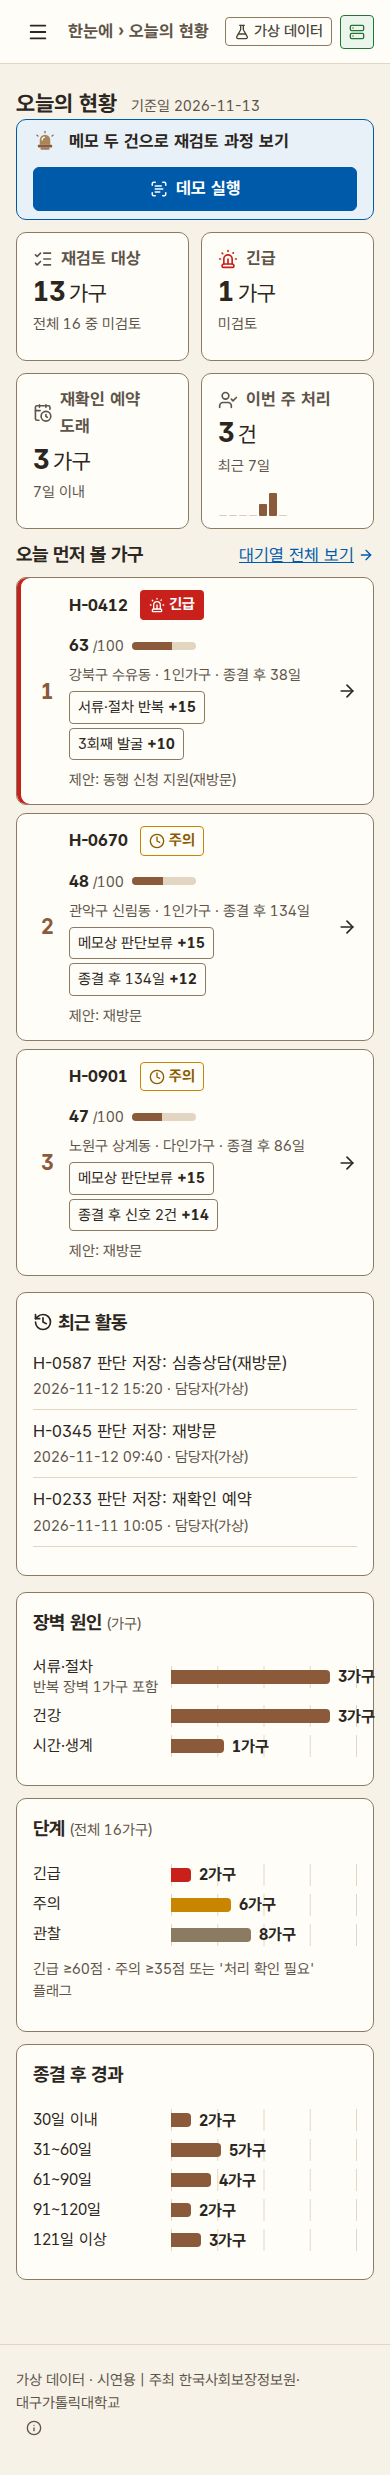 한눈에 › 오늘의 현황
가상 데이터
오늘의 현황 기준일 2026-11-13
메모 두 건으로 재검토 과정 보기
데모 실행
재검토 대상
13 가구
전체 16 중 미검토
긴급
1 가구
미검토
재확인 예약
도래
3 가구
7일 이내
이번 주 처리
3 건
최근 7일
오늘 먼저 볼 가구
대기열 전체 보기
1
H-0412 긴급
63 /100
강북구 수유동 · 1인가구 · 종결 후 38일
서류·절차 반복 +15
3회째 발굴 +10
제안: 동행 신청 지원(재방문)
2
H-0670 주의
48 /100
관악구 신림동 · 1인가구 · 종결 후 134일
메모상 판단보류 +15
종결 후 134일 +12
제안: 재방문
3
H-0901 주의
47 /100
노원구 상계동 · 다인가구 · 종결 후 86일
메모상 판단보류 +15
종결 후 신호 2건 +14
제안: 재방문
최근 활동
H-0587 판단 저장: 심층상담(재방문)
2026-11-12 15:20 · 담당자(가상)
H-0345 판단 저장: 재방문
2026-11-12 09:40 · 담당자(가상)
H-0233 판단 저장: 재확인 예약
2026-11-11 10:05 · 담당자(가상)
장벽 원인 (가구)
서류·절차
반복 장벽 1가구 포함
3가구
건강 3가구
시간·생계 1가구
단계 (전체 16가구)
긴급 2가구
주의 6가구
관찰 8가구
긴급 ≥60점 · 주의 ≥35점 또는 '처리 확인 필요'
플래그
종결 후 경과
30일 이내 2가구
31~60일 5가구
61~90일 4가구
91~120일 2가구
121일 이상 3가구
가상 데이터 · 시연용 | 주최 한국사회보장정보원·
대구가톨릭대학교